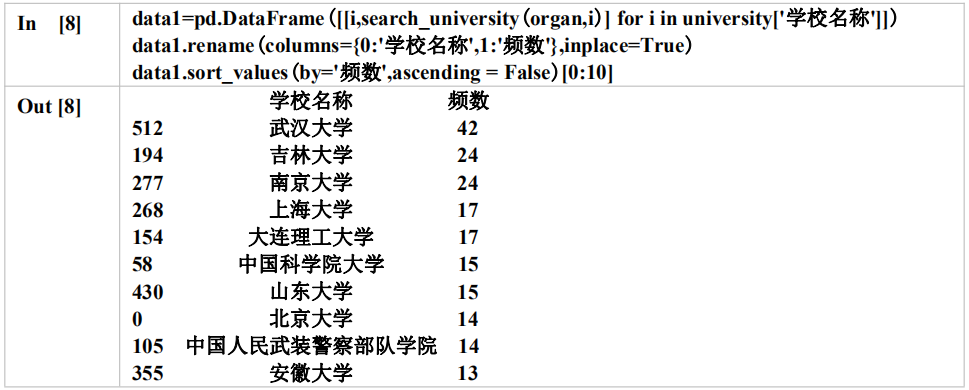 In [8]
data1=pd.DataFrame([[i,search_university(organ,i)] for i in university['学校名称']])
data1.rename(columns={0:'学校名称',1:'频数'},inplace=True)
data1.sort_values(by='频数',ascending = False)[0:10]
Out [8]
学校名称 频数
512 武汉大学 42
194 吉林大学 24
277 南京大学 24
268 上海大学 17
154 大连理工大学 17
58 中国科学院大学 15
430 山东大学 15
0 北京大学 14
105 中国人民武装警察部队学院 14
355 安徽大学 13